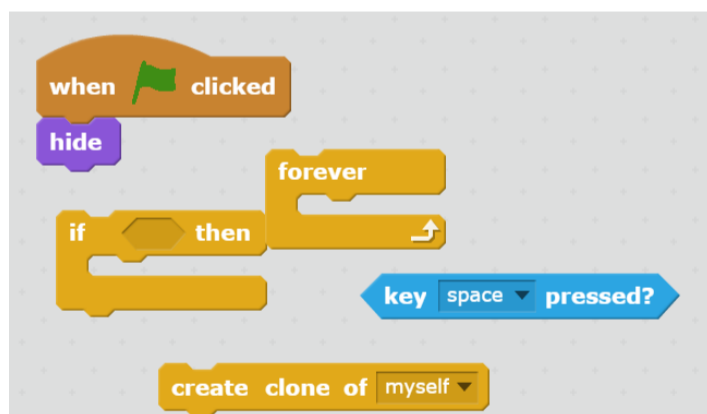 when clicked
hide
forever
if then
key space pressed?
create clone of myself